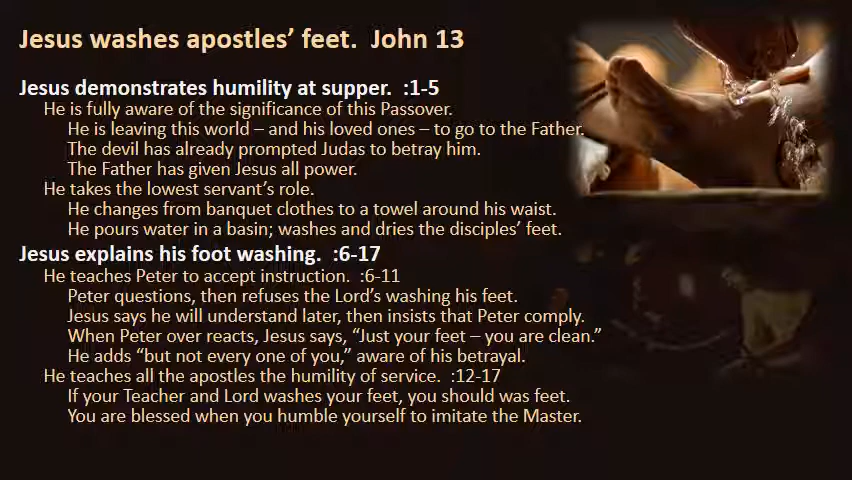 Jesus washes apostles’ feet.  John 13
Jesus demonstrates humility at supper.  :1-5
He is fully aware of the significance of this Passover.
He is leaving this world – and his loved ones – to go to the Father.
The devil has already prompted Judas to betray him.
The Father has given Jesus all power.
He takes the lowest servant’s role.
He changes from banquet clothes to a towel around his waist.
He pours water in a basin; washes and dries the disciples’ feet.
Jesus explains his foot washing.  :6-17
He teaches Peter to accept instruction.  :6-11
Peter questions, then refuses the Lord’s washing his feet.
Jesus says he will understand later, then insists that Peter comply.
When Peter over reacts, Jesus says, “Just your feet – you are clean.”
He adds “but not every one of you,” aware of his betrayal.
He teaches all the apostles the humility of service.  :12-17
If your Teacher and Lord washes your feet, you should was feet.
You are blessed when you humble yourself to imitate the Master.